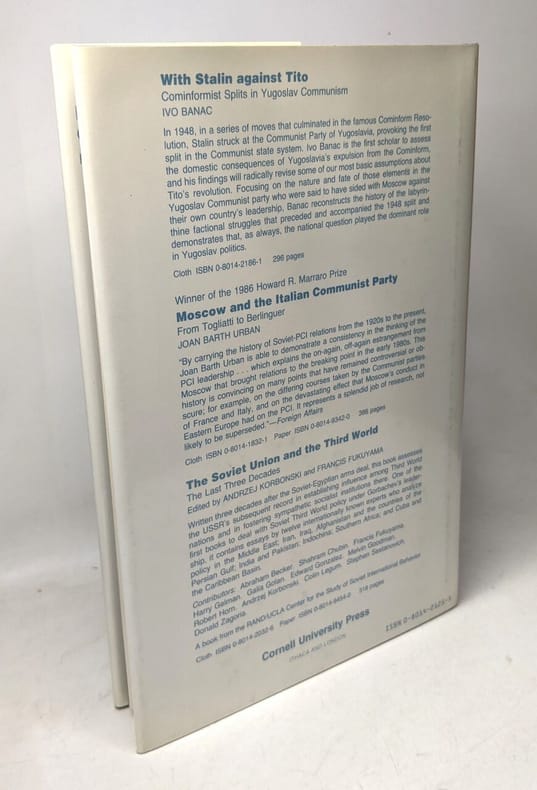 With Stalin against Tito
Cominformist Splits in Yugoslav Communism
IVO BANAC
In 1948, in a series of moves that culminated in the famous Cominform Reso-
lution, Stalin struck at the Communist Party of Yugoslavia, provoking the first
split in the Communist state system. Ivo Banac is the first scholar to assess
the domestic consequences of Yugoslavia's expulsion from the Cominform,
and his findings will radically revise some of our most basic assumptions about
Tito's revolution. Focusing on the nature and fate of those elements in the
Yugoslav Communist party who were said to have sided with Moscow against
their own country's leadership, Banac reconstructs the history of the labyrin-
thine factional struggles that preceded and accompanied the 1948 split and
demonstrates that, as always, the national question played the dominant role
in Yugoslav politics.
Cloth ISBN 0-8014-2186-1 296 pages
Winner of the 1986 Howard R. Marraro Prize
Moscow and the Italian Communist Party
From Togliatti to Berlinguer
JOAN BARTH URBAN
"By carrying the history of Soviet-PCI relations from the 1920s to the present,
Joan Barth Urban is able to demonstrate a consistency in the thinking of the
PCI leadership . . . which explains the on-again, off-again estrangement from
Moscow that brought relations to the breaking point in the early 1980s. This
history is convincing on many points that have remained controversial or ob-
scure; for example, on the differing courses taken by the Communist parties
of France and Italy, and on the devastating effect that Moscow's conduct in
Eastern Europe had on the PCI. It represents a splendid job of research, not
likely to be superseded."—Foreign Affairs
Cloth ISBN 0-8014-1832-1 Paper ISBN 0-8014-9342-0 386 pages
The Soviet Union and the Third World
The Last Three Decades
Edited by ANDRZEJ KORBONSKI and FRANCIS FUKUYAMA
Written three decades after the Soviet-Egyptian arms deal, this book assesses
the USSR's subsequent record in establishing influence among Third World
nations and in fostering sympathetic socialist institutions there. One of the
first books to deal with Soviet Third World policy under Gorbachev's leader-
ship, it contains essays by twelve internationally known experts who analyze
policy in the Middle East; Iran, Iraq, Afghanistan and the countries of the
Persian Gulf; India and Pakistan; Indochina; Southern Africa; and Cuba and
the Caribbean Basin.
Contributors: Abraham Becker, Shahram Chubin, Francis Fukuyama,
Harry Gelman, Galia Golan, Edward Gonzalez, Melvin Goodman,
Robert Horn, Andrzej Korbonski, Colin Legum, Stephen Sestanovich,
Donald Zagoria.
A book from the RAND/UCLA Center for the Study of Soviet International Behavior
Cloth ISBN 0-8014-2032-6 Paper ISBN 0-8014-9454-0 318 pages
Cornell University Press
ITHACA AND LONDON